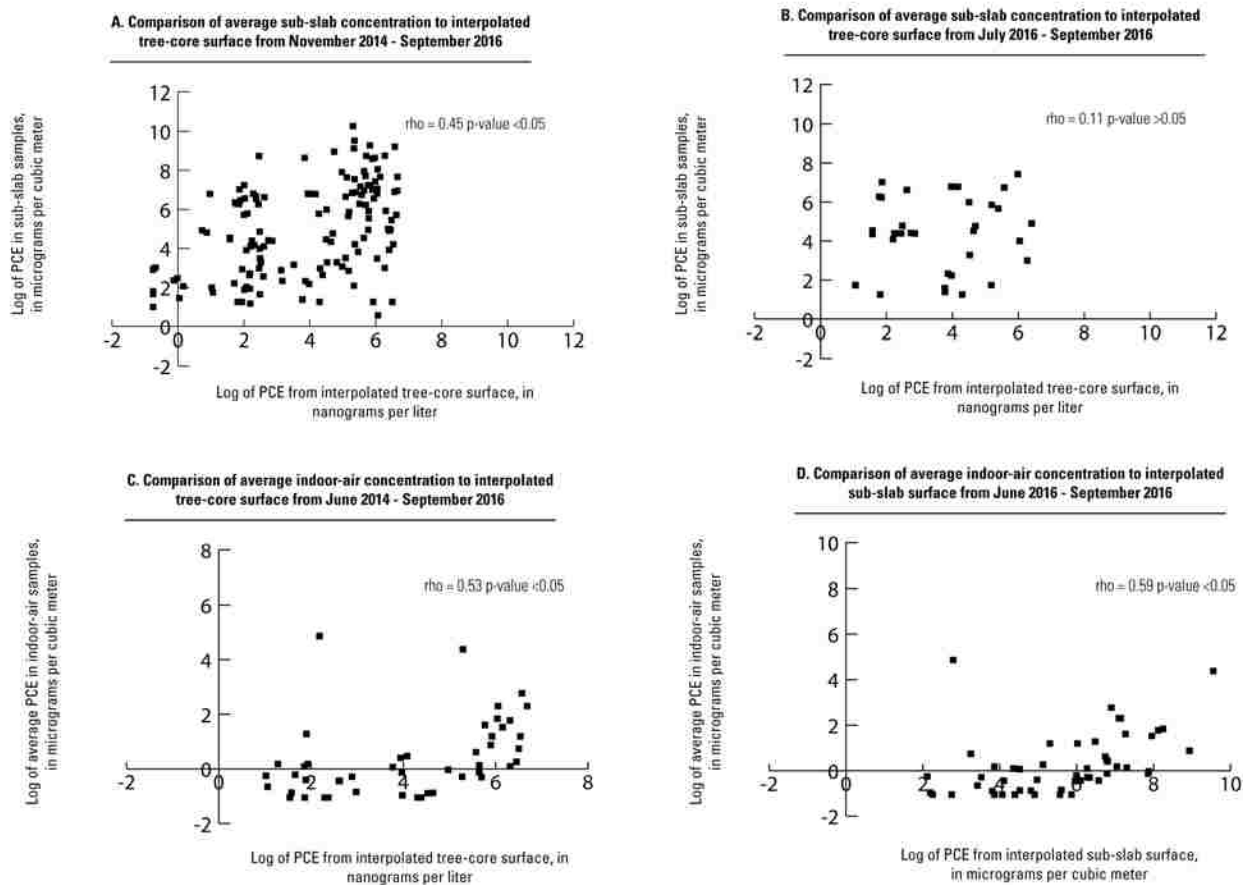 A. Comparison of average sub-slab concentration to interpolated
tree-core surface from November 2014 - September 2016
Log of PCE in sub-slab samples,
in micrograms per cubic meter
rho = 0.45 p-value <0.05
12
10
8
6
4
2
-2
0
2
4
6
8
10
12
-2
Log of PCE from interpolated tree-core surface, in
nanograms per liter
B. Comparison of average sub-slab concentration to interpolated
tree-core surface from July 2016 - September 2016
Log of PCE in sub-slab samples,
in micrograms per cubic meter
rho = 0.11 p-value >0.05
12
10
8
6
4
2
-2
0
2
4
6
8
10
12
-2
Log of PCE from interpolated tree-core surface, in
nanograms per liter
C. Comparison of average indoor-air concentration to interpolated
tree-core surface from June 2014 - September 2016
Log of average PCE in indoor-air samples,
in micrograms per cubic meter
rho = 0.53 p-value <0.05
8
6
4
2
0
2
4
6
8
-2
Log of PCE from interpolated tree-core surface, in
nanograms per liter
D. Comparison of average indoor-air concentration to interpolated
sub-slab surface from June 2016 - September 2016
Log of average PCE in indoor-air samples,
in micrograms per cubic meter
rho = 0.59 p-value <0.05
10
8
6
4
2
0
2
4
6
8
10
-2
Log of PCE from interpolated sub-slab surface,
in micrograms per cubic meter